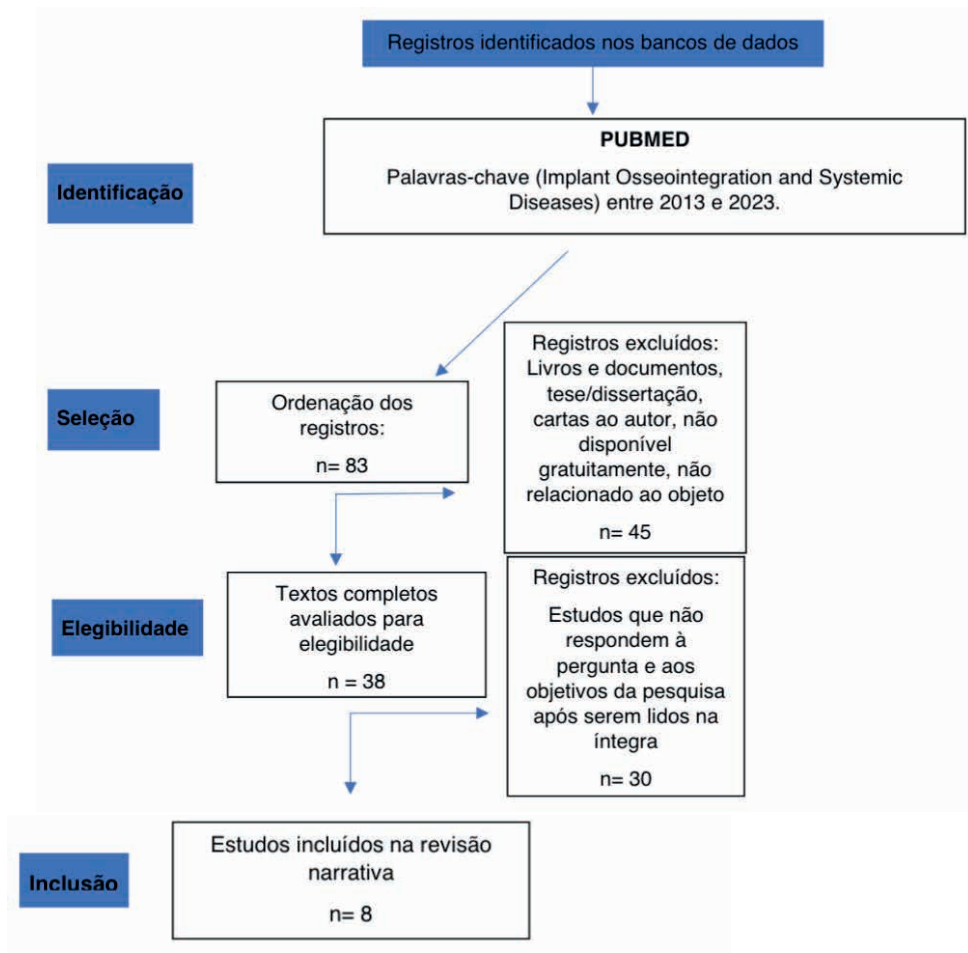 Registros identificados nos bancos de dados
PUBMED
Palavras-chave (Implant Osseointegration and Systemic
Diseases) entre 2013 e 2023.
Identificação
Seleção
Ordenação dos
registros:
n= 83
Registros excluídos:
Livros e documentos,
tese/dissertação,
cartas ao autor, não
disponível
gratuitamente, não
relacionado ao objeto
n= 45
Elegibilidade
Textos completos
avaliados para
elegibilidade
n = 38
Registros excluídos:
Estudos que não
respondem à
pergunta e aos
objetivos da pesquisa
após serem lidos na
íntegra
n= 30
Inclusão
Estudos incluídos na revisão
narrativa
n= 8